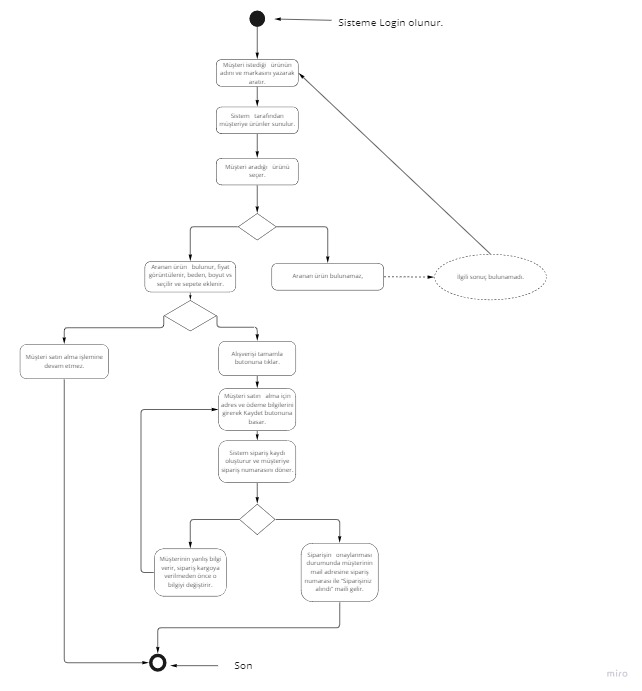 Sisteme Login olunur.
Müşteri istediği ürünün
adını ve markasını yazarak
aratır.
Sistem tarafından
müşteriye ürünler sunulur.
Müşteri aradığı ürünü
seçer.
Aranan ürün bulunur, fiyat
görüntülenir, beden, boyut vs
seçilir ve sepete eklenir.
Aranan ürün bulunamaz.
İlgili sonuç bulunamadı.
Müşteri satın alma işlemine
devam etmez.
Alışverişi tamamla
butonuna tıklar.
Müşteri satın alma için
adres ve ödeme bilgilerini
girerek Kaydet butonuna
basar.
Sistem sipariş kaydı
oluşturur ve müşteriye
sipariş numarasını döner.
Müşterinin yanlış bilgi
verir, sipariş kargoya
verilmeden önce o
bilgiyi değiştirir.
Siparişin onaylanması
durumunda müşterinin
mail adresine sipariş
numarası ile "Siparişiniz
alındı" maili gelir.
Son
miro